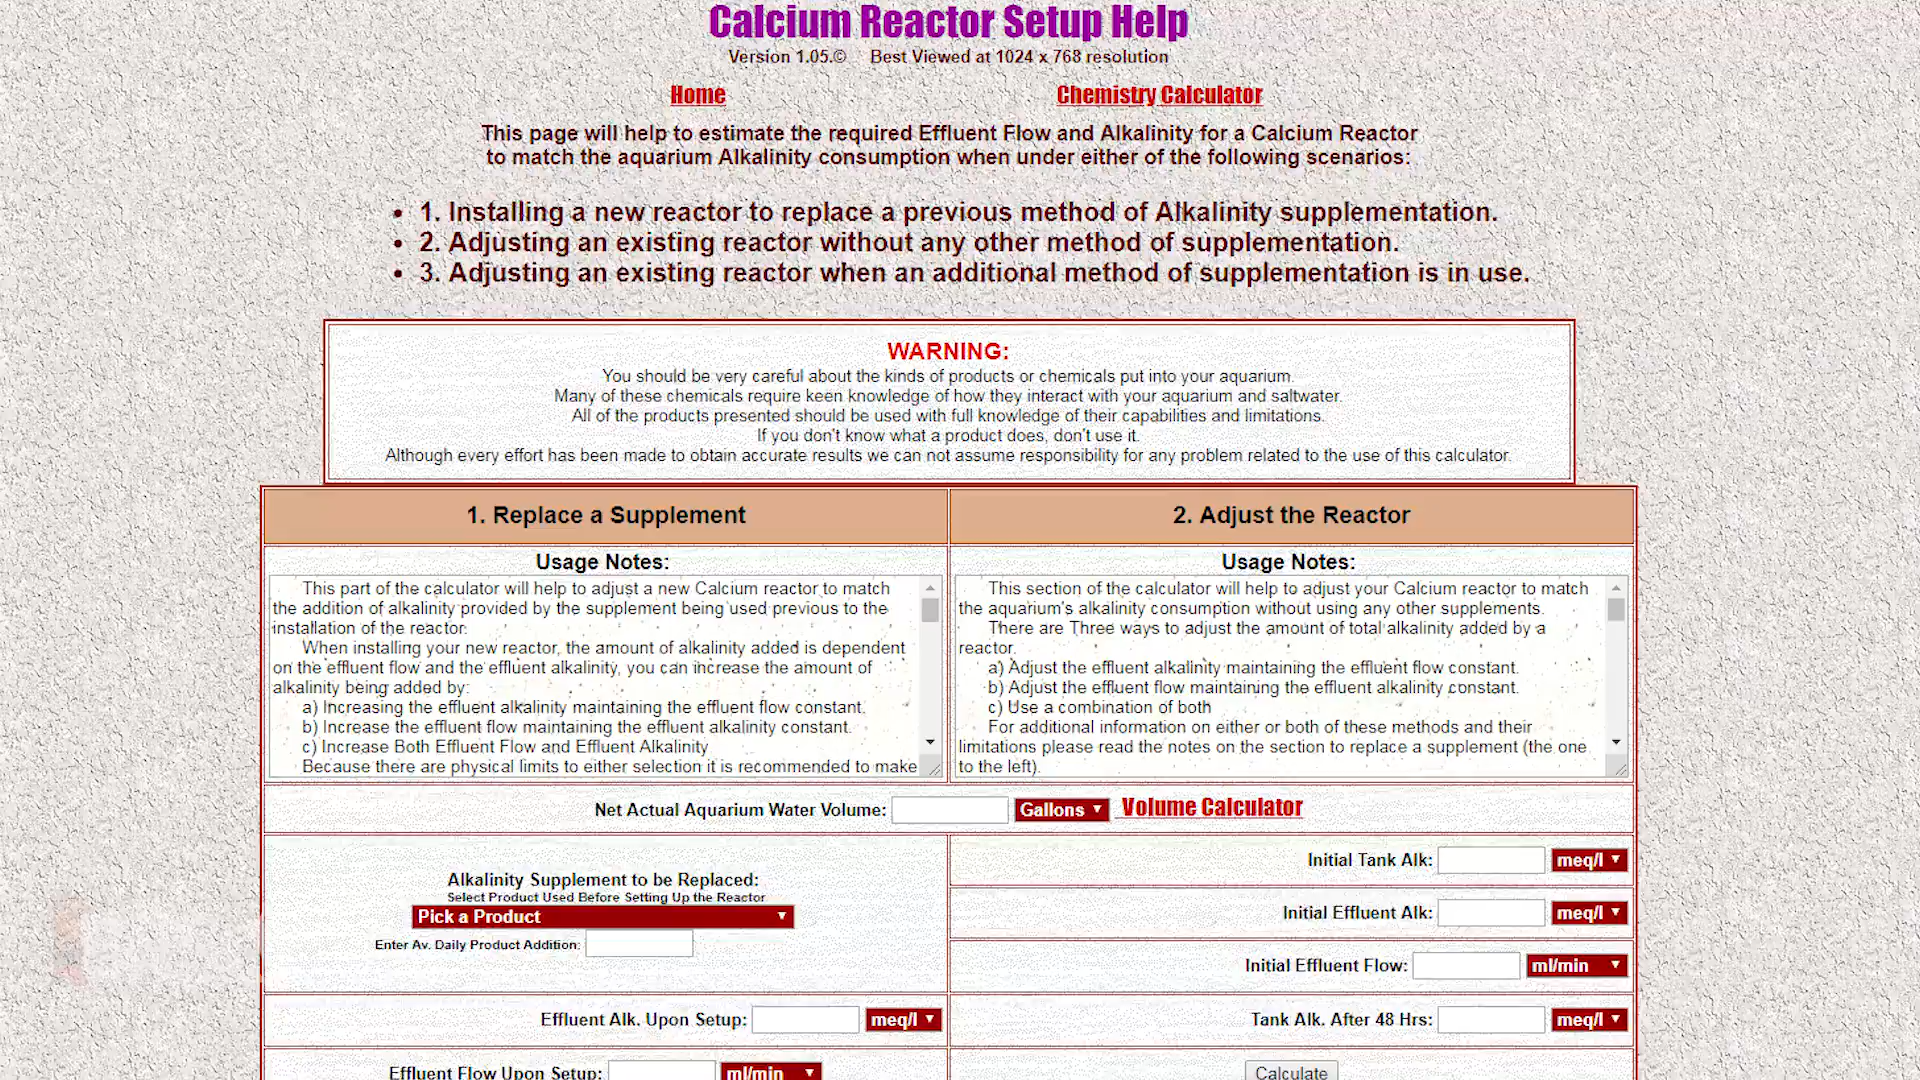 Calcium Reactor Setup Help
Version 1.05.© Best Viewed at 1024 x 768 resolution
Home Chemistry Calculator
This page will help to estimate the required Effluent Flow and Alkalinity for a Calcium Reactor
to match the aquarium Alkalinity consumption when under either of the following scenarios:
• 1. Installing a new reactor to replace a previous method of Alkalinity supplementation.
• 2. Adjusting an existing reactor without any other method of supplementation.
• 3. Adjusting an existing reactor when an additional method of supplementation is in use.
WARNING:
You should be very careful about the kinds of products or chemicals put into your aquarium.
Many of these chemicals require keen knowledge of how they interact with your aquarium and saltwater.
All of the products presented should be used with full knowledge of their capabilities and limitations.
If you don't know what a product does, don't use it.
Although every effort has been made to obtain accurate results we can not assume responsibility for any problem related to the use of this calculator.
1. Replace a Supplement
Usage Notes:
This part of the calculator will help to adjust a new Calcium reactor to match
the addition of alkalinity provided by the supplement being used previous to the
installation of the reactor.
When installing your new reactor, the amount of alkalinity added is dependent
on the effluent flow and the effluent alkalinity, you can increase the amount of
alkalinity being added by:
a) Increasing the effluent alkalinity maintaining the effluent flow constant.
b) Increase the effluent flow maintaining the effluent alkalinity constant.
c) Increase Both Effluent Flow and Effluent Alkalinity
Because there are physical limits to either selection it is recommended to make
2. Adjust the Reactor
Usage Notes:
This section of the calculator will help to adjust your Calcium reactor to match
the aquarium's alkalinity consumption without using any other supplements.
There are Three ways to adjust the amount of total alkalinity added by a
reactor.
a) Adjust the effluent alkalinity maintaining the effluent flow constant.
b) Adjust the effluent flow maintaining the effluent alkalinity constant.
c) Use a combination of both
For additional information on either or both of these methods and their
limitations please read the notes on the section to replace a supplement (the one
to the left).
Net Actual Aquarium Water Volume: Gallons Volume Calculator
Alkalinity Supplement to be Replaced:
Select Product Used Before Setting Up the Reactor
Pick a Product
Enter Av. Daily Product Addition:
Effluent Alk. Upon Setup: meq/l
Effluent Flow Upon Setup: ml/min
Initial Tank Alk: meq/l
Initial Effluent Alk: meq/l
Initial Effluent Flow: ml/min
Tank Alk. After 48 Hrs: meq/l
Calculate